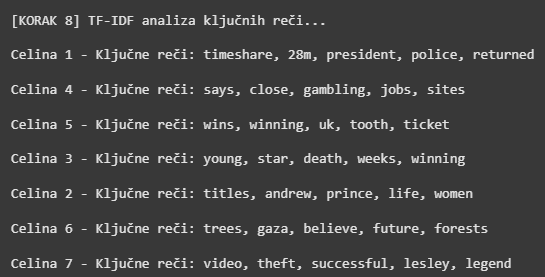 [KORAK 8] TF-IDF analiza ključnih reči...
Celina 1 - Ključne reči: timeshare, 28m, president, police, returned
Celina 4 - Ključne reči: says, close, gambling, jobs, sites
Celina 5 - Ključne reči: wins, winning, uk, tooth, ticket
Celina 3 - Ključne reči: young, star, death, weeks, winning
Celina 2 - Ključne reči: titles, andrew, prince, life, women
Celina 6 - Ključne reči: trees, gaza, believe, future, forests
Celina 7 - Ključne reči: video, theft, successful, lesley, legend